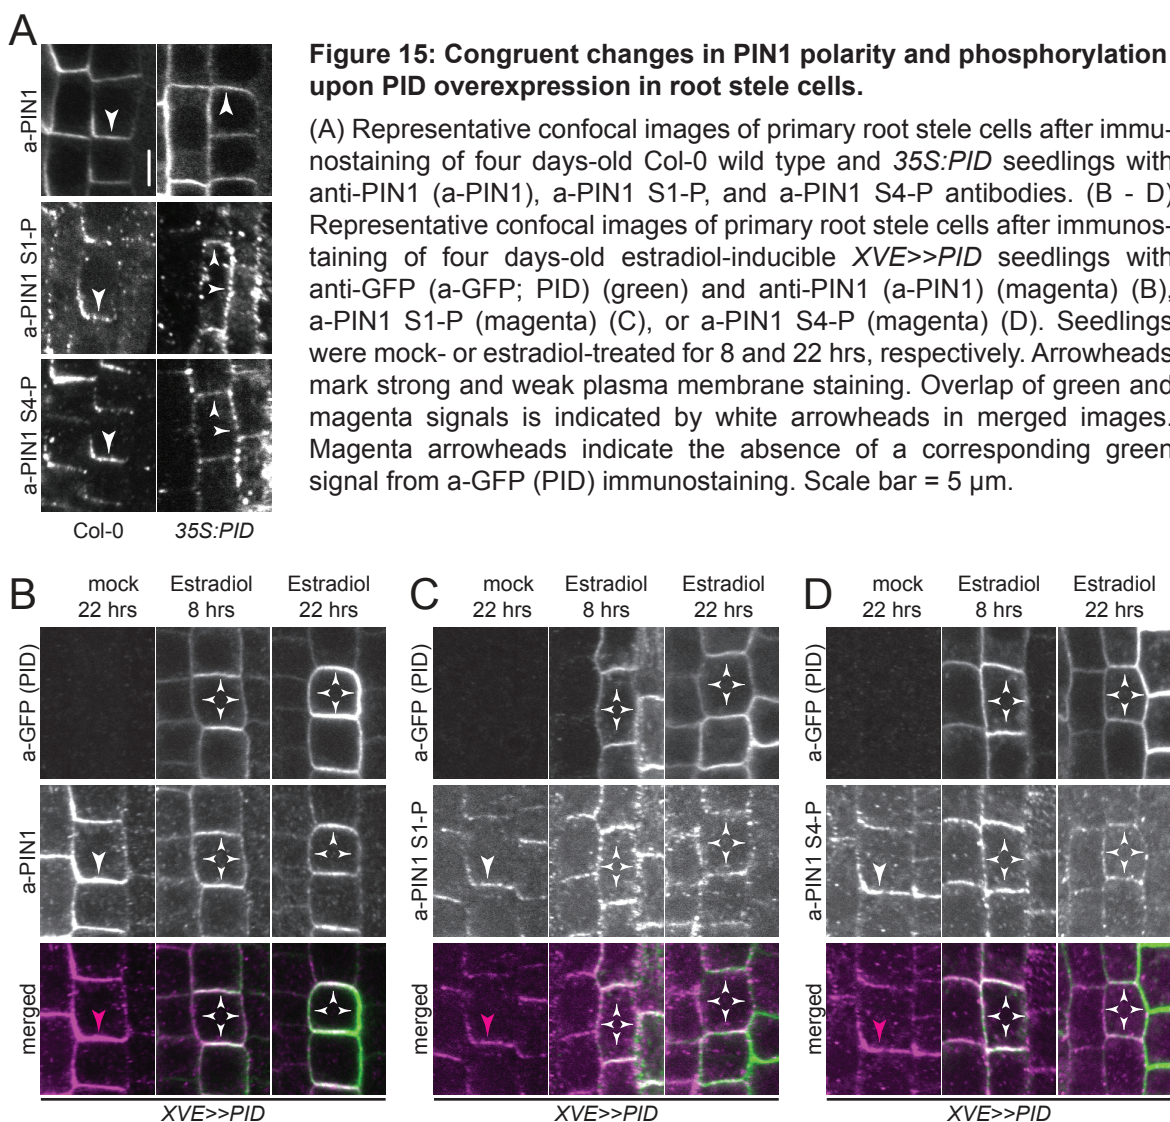 A
a-PIN1
a-PIN1 S1-P
a-PIN1 S4-P
Col-0
35S:PID
Figure 15: Congruent changes in PIN1 polarity and phosphorylation
upon PID overexpression in root stele cells.
(A) Representative confocal images of primary root stele cells after immu-
nostaining of four days-old Col-0 wild type and 35S:PID seedlings with
anti-PIN1 (a-PIN1), a-PIN1 S1-P, and a-PIN1 S4-P antibodies. (B - D)
Representative confocal images of primary root stele cells after immunos-
taining of four days-old estradiol-inducible XVE>>PID seedlings with
anti-GFP (a-GFP; PID) (green) and anti-PIN1 (a-PIN1) (magenta) (B),
a-PIN1 S1-P (magenta) (C), or a-PIN1 S4-P (magenta) (D). Seedlings
were mock- or estradiol-treated for 8 and 22 hrs, respectively. Arrowheads
mark strong and weak plasma membrane staining. Overlap of green and
magenta signals is indicated by white arrowheads in merged images.
Magenta arrowheads indicate the absence of a corresponding green
signal from a-GFP (PID) immunostaining. Scale bar = 5 µm.
B
mock
22 hrs
Estradiol
8 hrs
Estradiol
22 hrs
a-GFP (PID)
a-PIN1
merged
XVE>>PID
C
mock
22 hrs
Estradiol
8 hrs
Estradiol
22 hrs
a-GFP (PID)
a-PIN1 S1-P
merged
XVE>>PID
D
mock
22 hrs
Estradiol
8 hrs
Estradiol
22 hrs
a-GFP (PID)
a-PIN1 S4-P
merged
XVE>>PID